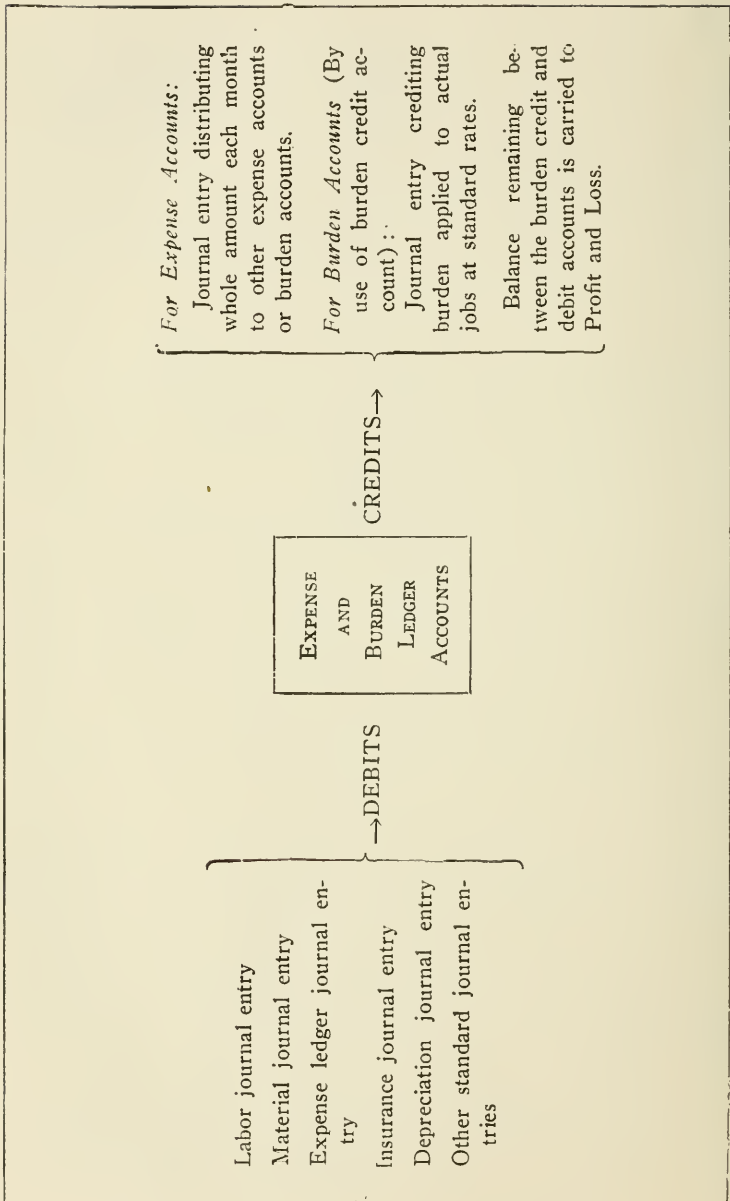 Labor journal entry
Material journal entry
Expense ledger journal en-
try
Insurance journal entry
Depreciation journal entry
Other standard journal en-
tries
→DEBITS
EXPENSE
AND
BURDEN
LEDGER
ACCOUNTS
CREDITS→
For Expense Accounts:
Journal entry distributing
whole amount each month
to other expense accounts
or burden accounts.
For Burden Accounts (By
use of burden credit ac-
count):
Journal entry crediting
burden applied to actual
jobs at standard rates.
Balance remaining be-
tween the burden credit and
debit accounts is carried to
Profit and Loss.